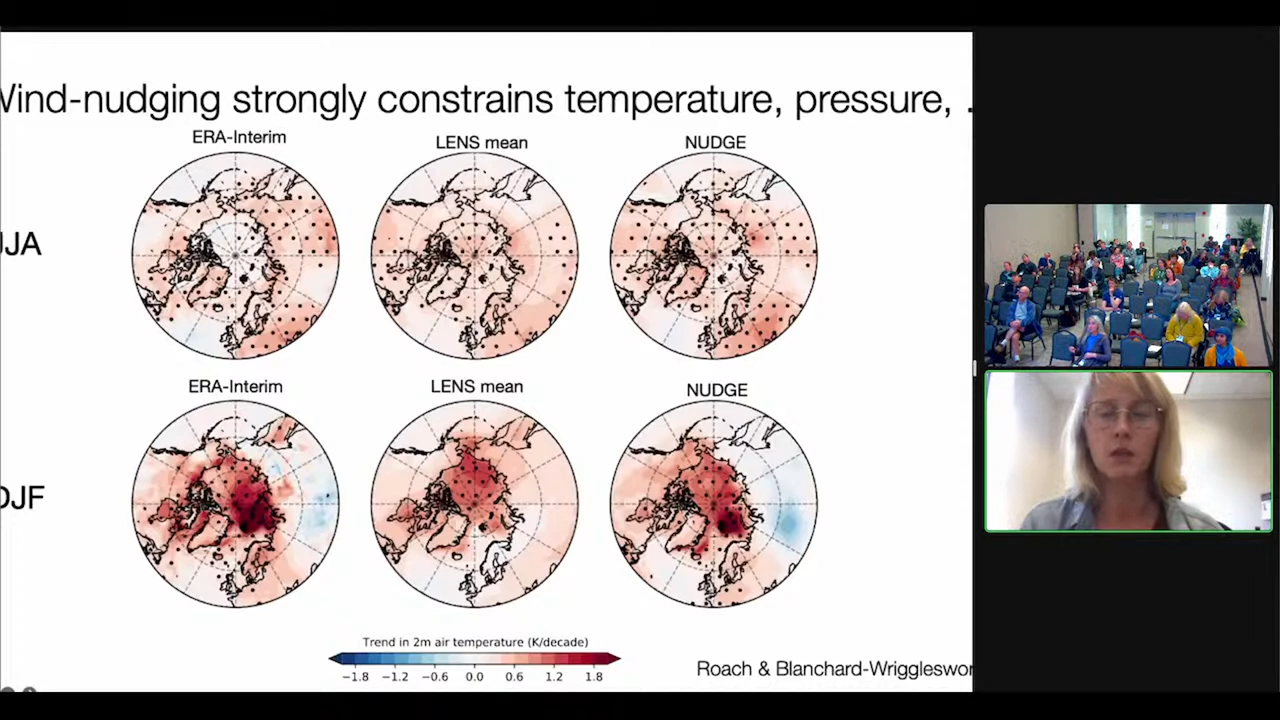 Wind-nudging strongly constrains temperature, pressure, .
ERA-Interim LENS mean NUDGE
JJA
ERA-Interim LENS mean NUDGE
DJF
Trend in 2m air temperature (K/decade)
−1.8 −1.2 −0.6 0.0 0.6 1.2 1.8
Roach & Blanchard-Wriggleswor